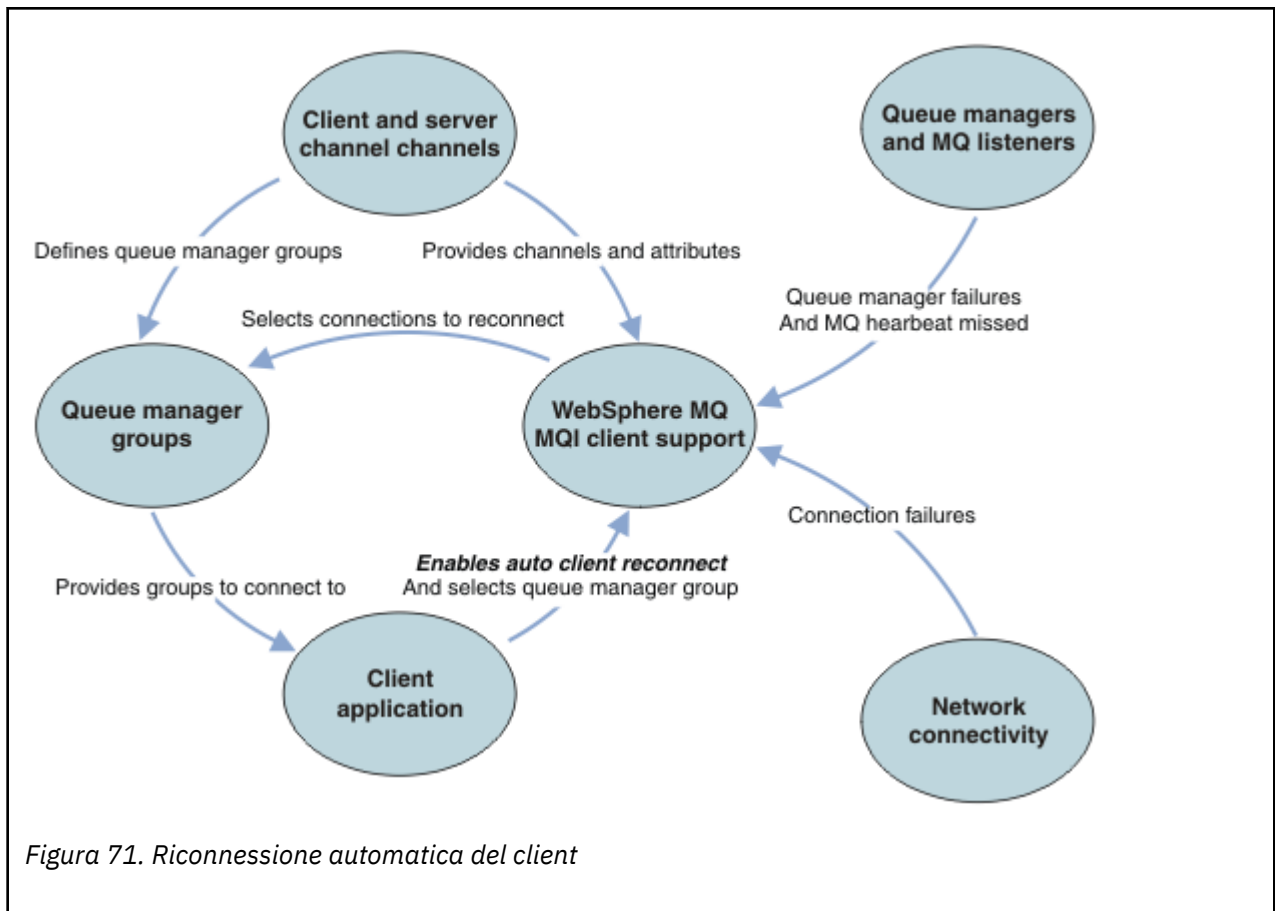 Client and server
channel channels
Queue managers
and MQ listeners
Defines queue manager groups
Provides channels and attributes
Queue manager failures
And MQ hearbeat missed
Selects connections to reconnect
Queue manager
groups
WebSphere MQ
MQI client support
Connection failures
Enables auto client reconnect
And selects queue manager group
Provides groups to connect to
Client
application
Network
connectivity
Figura 71. Riconnessione automatica del client